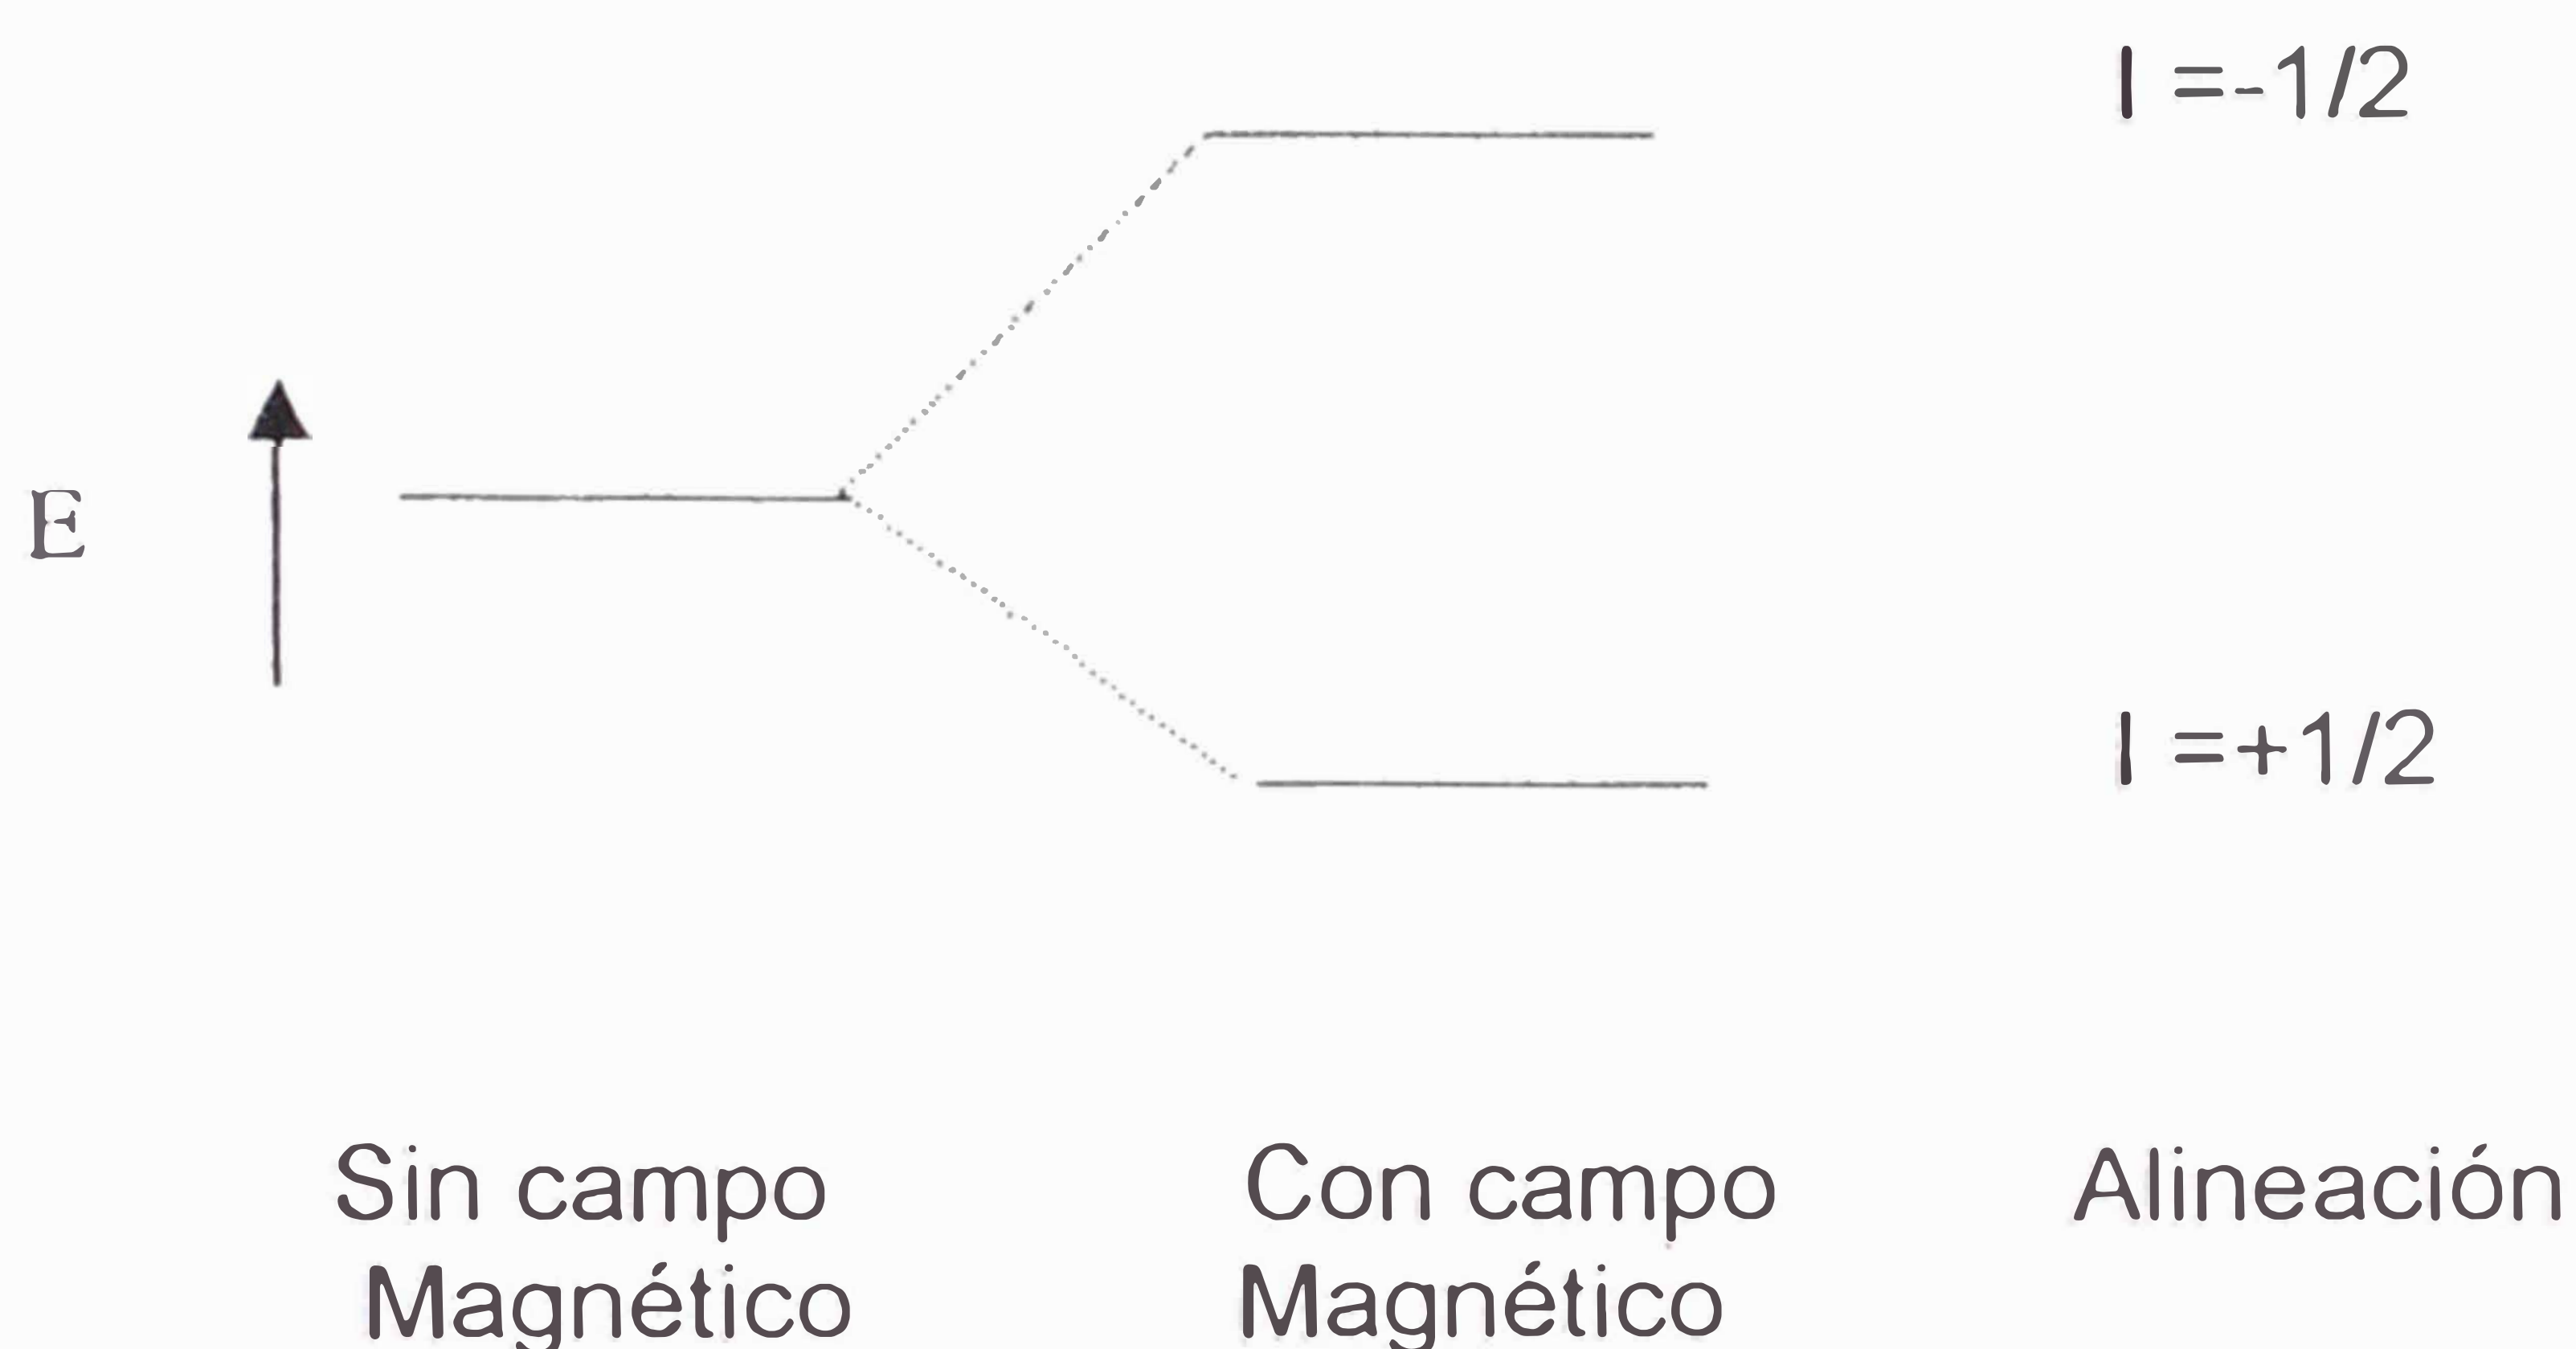 I =-1/2
E
I =+1/2
Sin campo
Magnético
Con campo
Magnético
Alineación